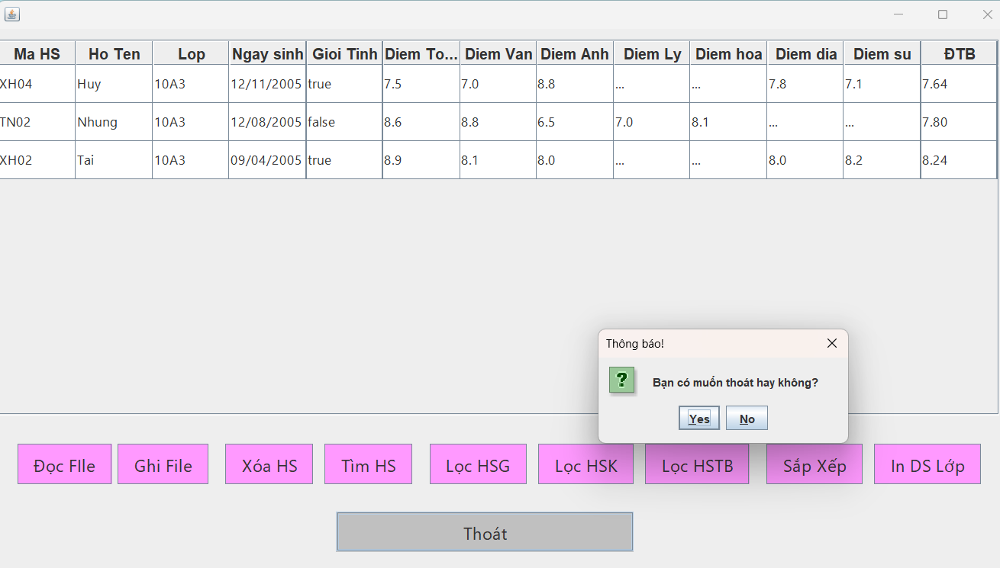 Ma HS Ho Ten Lop Ngay sinh Gioi Tinh Diem To... Diem Van Diem Anh Diem Ly Diem hoa Diem dia Diem su ĐTB
XH04 Huy 10A3 12/11/2005 true 7.5 7.0 8.8 ... ... 7.8 7.1 7.64
TN02 Nhung 10A3 12/08/2005 false 8.6 8.8 6.5 7.0 8.1 ... ... 7.80
XH02 Tai 10A3 09/04/2005 true 8.9 8.1 8.0 ... ... 8.0 8.2 8.24
Thông báo!
?
Bạn có muốn thoát hay không?
Yes No
Đọc FIle Ghi File Xóa HS Tìm HS Lọc HSG Lọc HSK Lọc HSTB Sắp Xếp In DS Lớp
Thoát